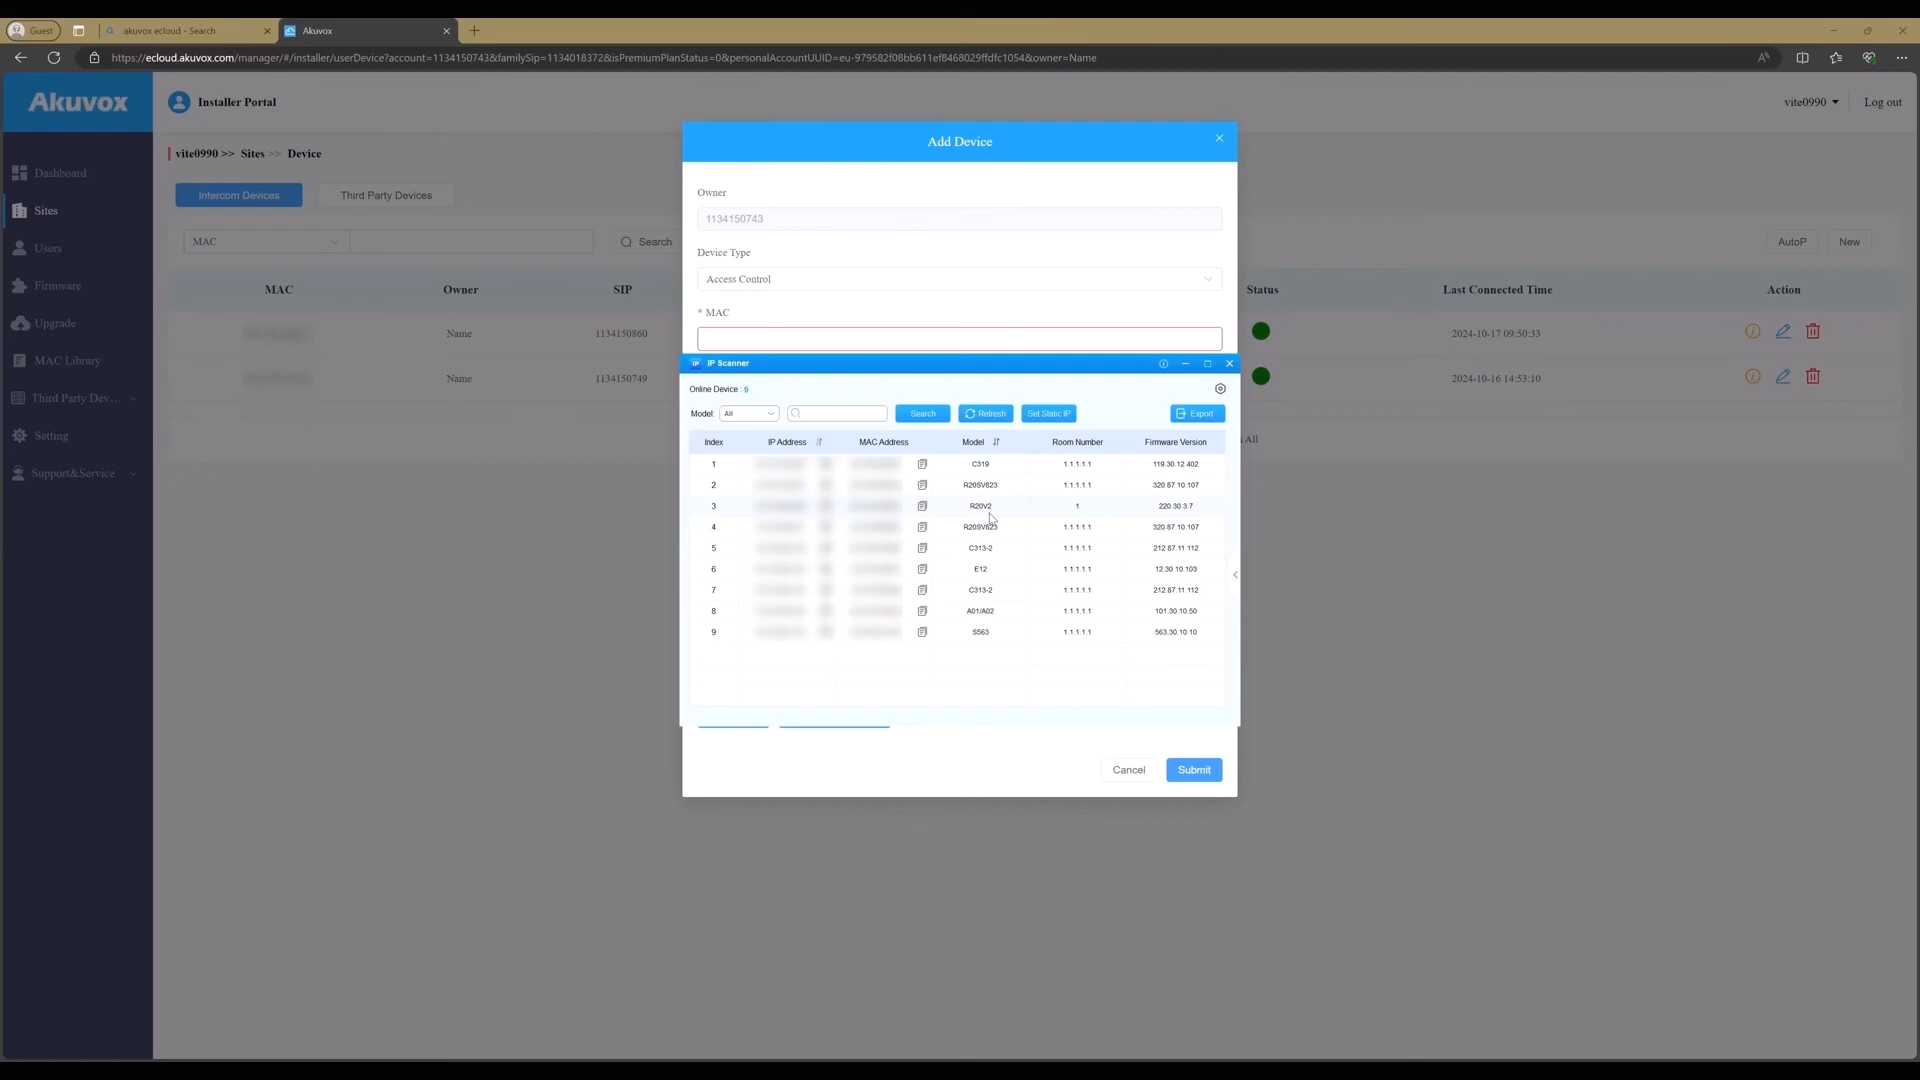 Guest
akuvox ecloud - Search
Akuvox
https://ecloud.akuvox.com/manager/#/installer/userDevice?account=1134150743&familySip=1134018372&isPremiumPlanStatus=0&personalAccountUUID=eu-979582f08bb611ef8468029ffdfc1054&owner=Name
Akuvox
Installer Portal
vite0990
Log out
Dashboard
Sites
Users
Firmware
Upgrade
MAC Library
Third Party Dev...
Setting
Support&Service
vite0990 >> Sites >> Device
Intercom Devices
Third Party Devices
MAC
Search
AutoP
New
MAC Owner SIP Status Last Connected Time Action
Name 1134150860 2024-10-17 09:50:33
Name 1134150749 2024-10-16 14:53:10
All
Add Device
Owner
1134150743
Device Type
Access Control
* MAC
IP IP Scanner
Online Device : 9
Model: All Search Refresh Set Static IP Export
Index IP Address MAC Address Model Room Number Firmware Version
1 C319 1.1.1.1.1 119.30.12.402
2 R20SV823 1.1.1.1.1 320.87.10.107
3 R20V2 1 220.30.3.7
4 R20SV823 1.1.1.1.1 320.87.10.107
5 C313-2 1.1.1.1.1 212.87.11.112
6 E12 1.1.1.1.1 12.30.10.103
7 C313-2 1.1.1.1.1 212.87.11.112
8 A01/A02 1.1.1.1.1 101.30.10.50
9 S563 1.1.1.1.1 563.30.10.10
Cancel
Submit